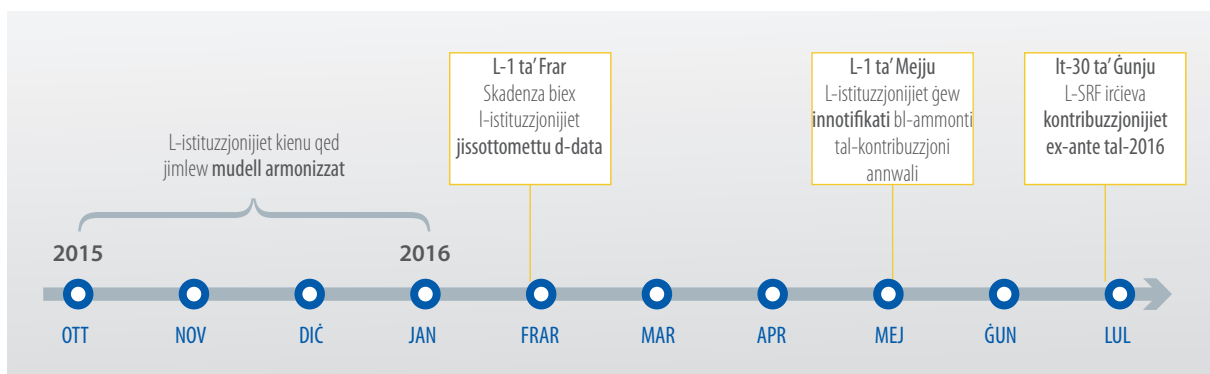 L-istituzzjonijiet kienu qed
jimlew mudell armonizzat
L-1 ta’ Frar
Skadenza biex
l-istituzzjonijiet
jissottomettu d-data
L-1 ta’ Mejju
L-istituzzjonijiet ġew
innotifikati bl-ammonti
tal-kontribuzzjoni
annwali
It-30 ta’ Ġunju
L-SRF irċieva
kontribuzzjonijiet
ex-ante tal-2016
2015
2016
OTT
NOV
DIĊ
JAN
FRAR
MAR
APR
MEJ
ĠUN
LUL